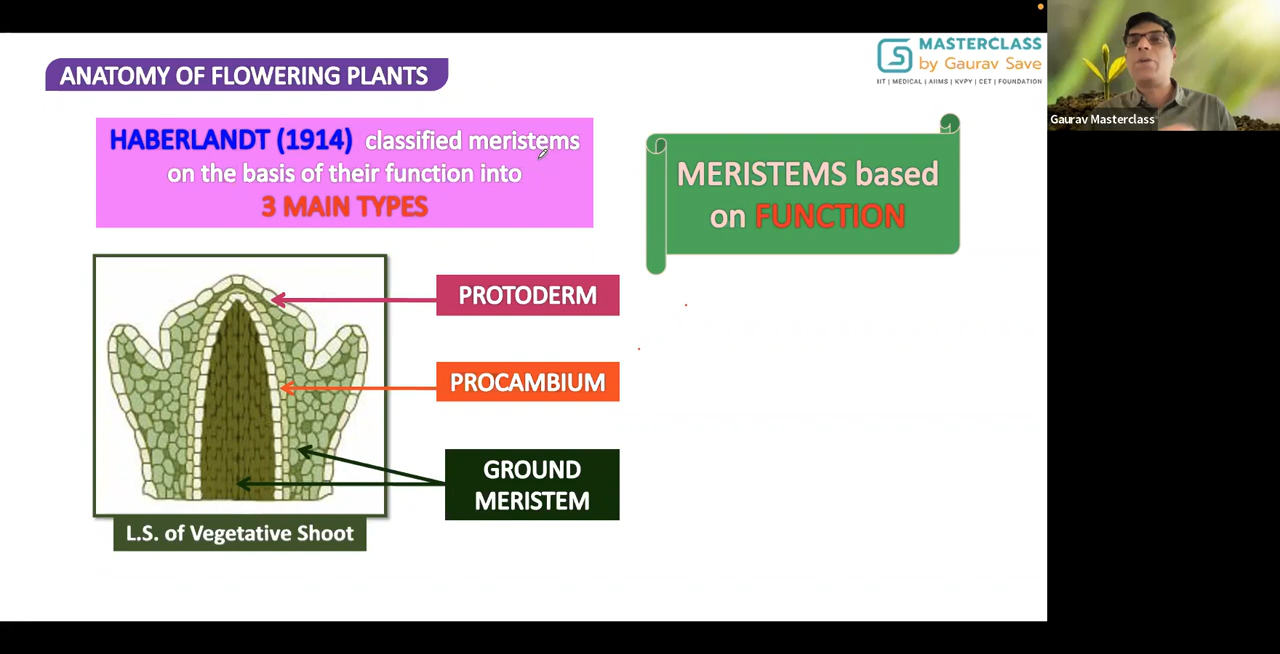 ANATOMY OF FLOWERING PLANTS
MASTERCLASS
by Gaurav Save
IIT | MEDICAL | AIIMS | KVPY | CET | FOUNDATION
Gaurav Masterclass
HABERLANDT (1914) classified meristems
on the basis of their function into
3 MAIN TYPES
MERISTEMS based
on FUNCTION
PROTODERM
PROCAMBIUM
GROUND
MERISTEM
L.S. of Vegetative Shoot